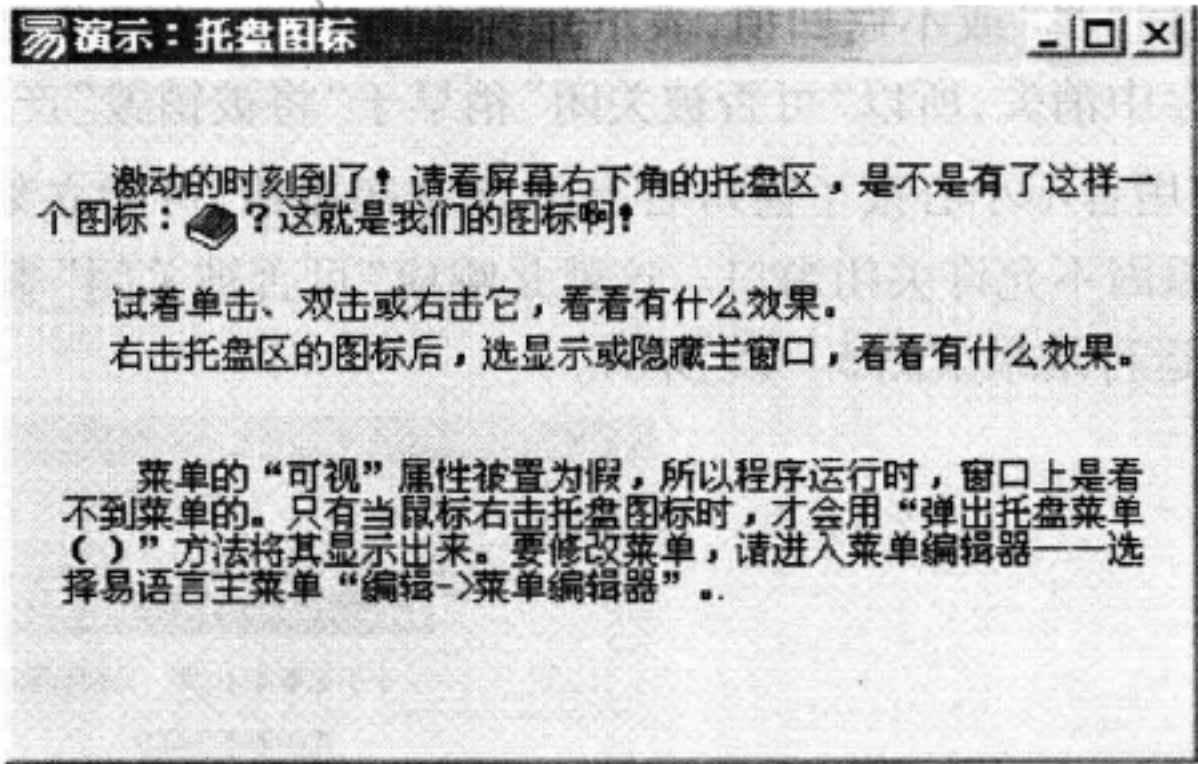 易 演示：托盘图标
激动的时刻到了！请看屏幕右下角的托盘区，是不是有了这样一
个图标：？这就是我们的图标啊！
试着单击、双击或右击它，看看有什么效果。
右击托盘区的图标后，选显示或隐藏主窗口，看看有什么效果。
菜单的“可视”属性被置为假，所以程序运行时，窗口上是看
不到菜单的。只有当鼠标右击托盘图标时，才会用“弹出托盘菜单
（）”方法将其显示出来。要修改菜单，请进入菜单编辑器——选
择易语言主菜单“编辑->菜单编辑器”。.